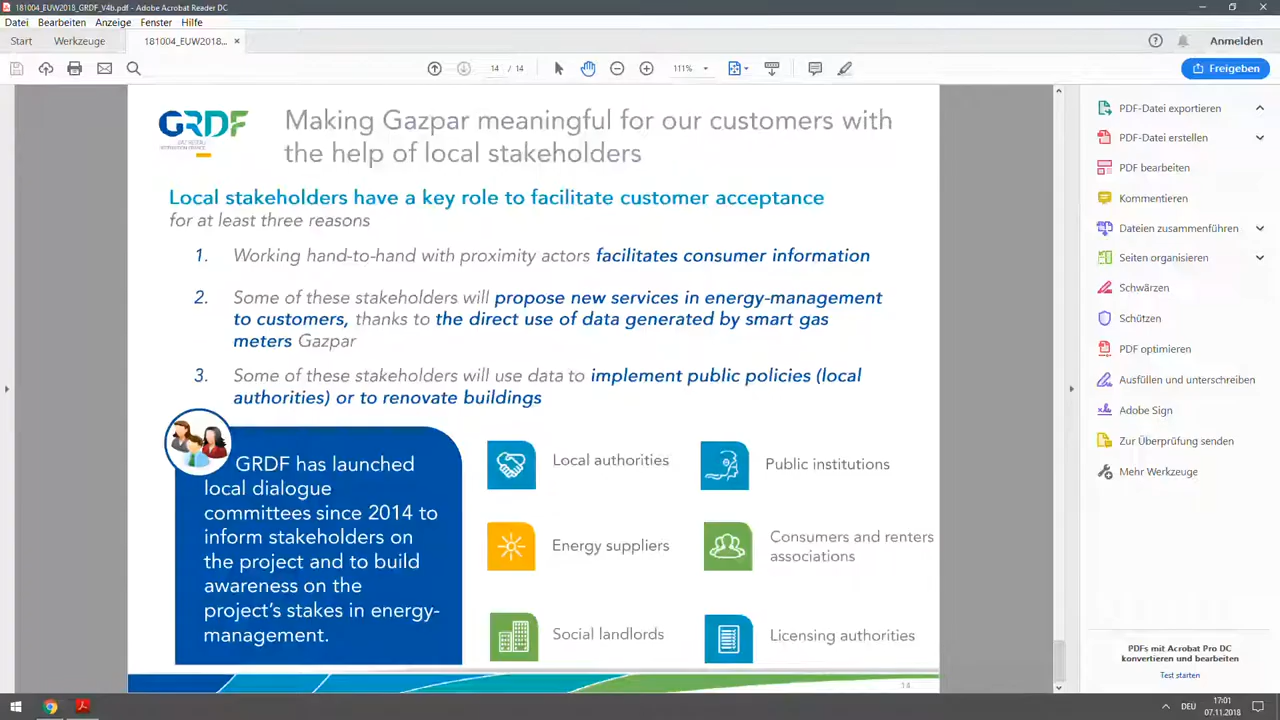 181004_EUW2018_GRDF_V4b.pdf - Adobe Acrobat Reader DC
Datei Bearbeiten Anzeige Fenster Hilfe
Start Werkzeuge 181004_EUW2018... ×
Anmelden
14 / 14 111%
Freigeben
GRDF
Making Gazpar meaningful for our customers with
the help of local stakeholders
Local stakeholders have a key role to facilitate customer acceptance
for at least three reasons
1. Working hand-to-hand with proximity actors facilitates consumer information
2. Some of these stakeholders will propose new services in energy-management
to customers, thanks to the direct use of data generated by smart gas
meters Gazpar
3. Some of these stakeholders will use data to implement public policies (local
authorities) or to renovate buildings
GRDF has launched
local dialogue
committees since 2014 to
inform stakeholders on
the project and to build
awareness on the
project's stakes in energy-
management.
Local authorities
Public institutions
Energy suppliers
Consumers and renters
associations
Social landlords
Licensing authorities
14
PDF-Datei exportieren
PDF-Datei erstellen
PDF bearbeiten
Kommentieren
Dateien zusammenführen
Seiten organisieren
Schwärzen
Schützen
PDF optimieren
Ausfüllen und unterschreiben
Adobe Sign
Zur Überprüfung senden
Mehr Werkzeuge
PDFs mit Acrobat Pro DC
konvertieren und bearbeiten
Test starten
DEU
17:01
07.11.2018